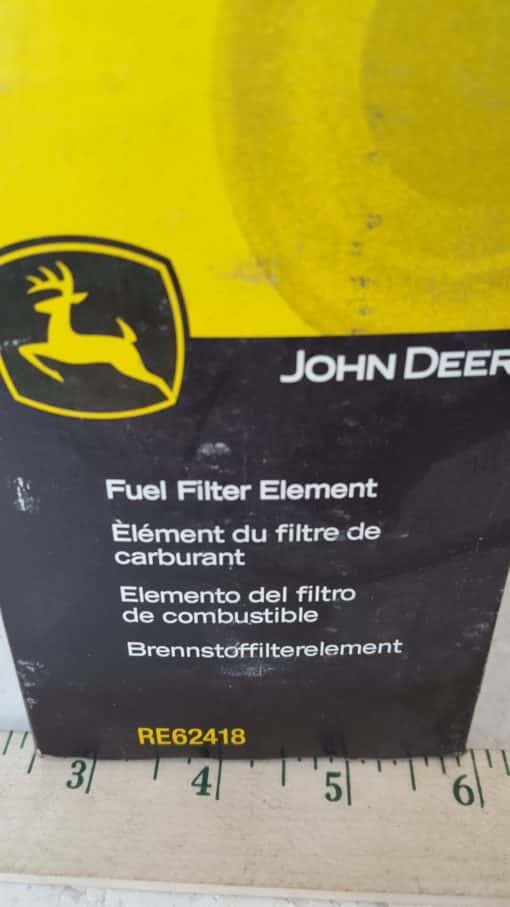 JOHN DEER
Fuel Filter Element
Èlément du filtre de
carburant
Elemento del filtro
de combustible
Brennstoffilterelement
RE62418
3 4 5 6